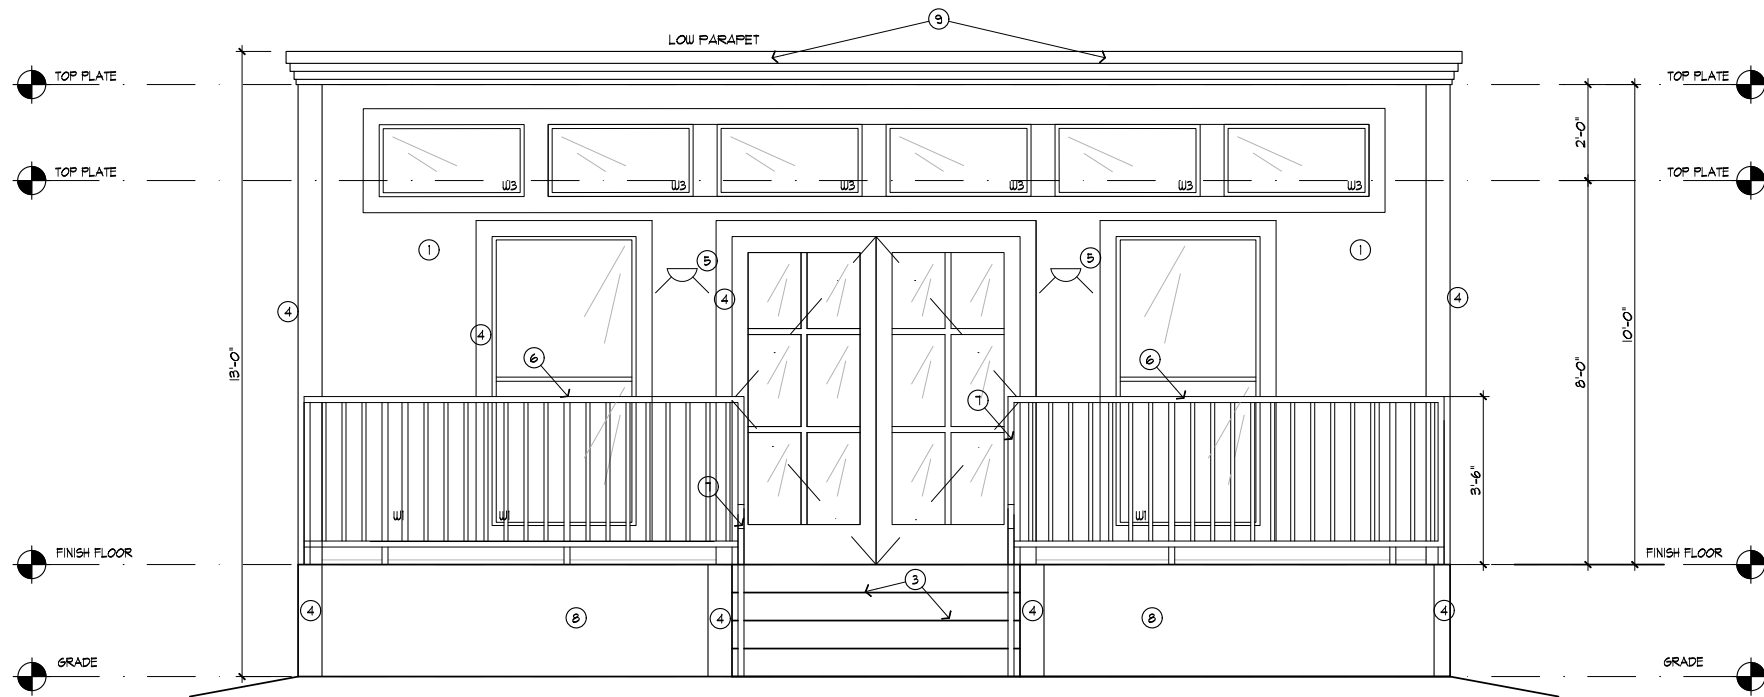 9
LOW PARAPET
TOP PLATE
TOP PLATE
2'-0"
TOP PLATE
TOP PLATE
W3 W3 W3 W3 W3 W3
1 1
5 5
4 4 4 4
13'-0"
10'-0"
8'-0"
6 6
7
3'-6"
7
W1 W1 W1
FINISH FLOOR
FINISH FLOOR
3
4 8 4 4 8 4
GRADE
GRADE